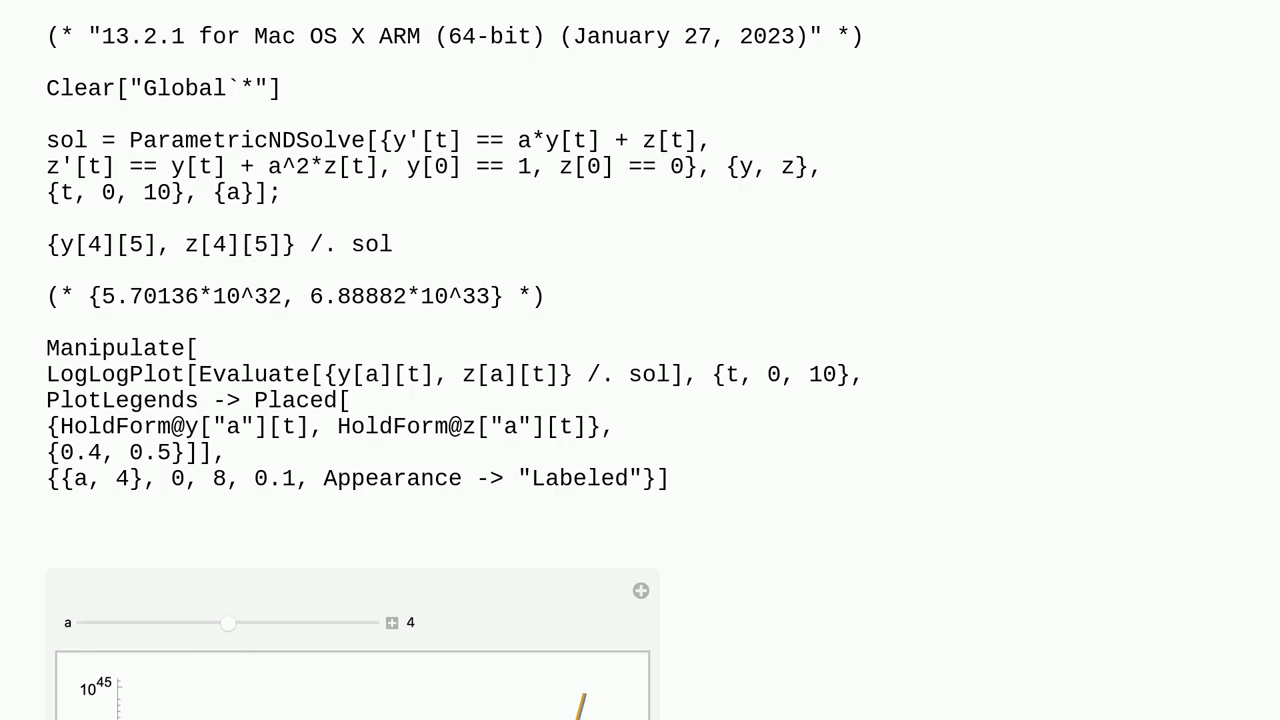 (* "13.2.1 for Mac OS X ARM (64-bit) (January 27, 2023)" *)
Clear["Global`*"]
sol = ParametricNDSolve[{y'[t] == a*y[t] + z[t],
z'[t] == y[t] + a^2*z[t], y[0] == 1, z[0] == 0}, {y, z},
{t, 0, 10}, {a}];
{y[4][5], z[4][5]} /. sol
(* {5.70136*10^32, 6.88882*10^33} *)
Manipulate[
LogLogPlot[Evaluate[{y[a][t], z[a][t]} /. sol], {t, 0, 10},
PlotLegends -> Placed[
{HoldForm@y["a"][t], HoldForm@z["a"][t]},
{0.4, 0.5}]],
{{a, 4}, 0, 8, 0.1, Appearance -> "Labeled"}]
a 4
10^45